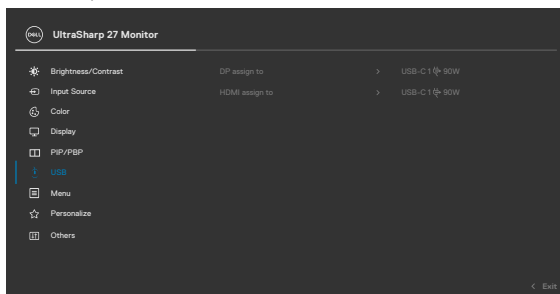 DELL UltraSharp 27 Monitor
Brightness/Contrast DP assign to > USB-C 1 90W
Input Source HDMI assign to > USB-C 1 90W
Color
Display
PIP/PBP
USB
Menu
Personalize
Others
< Exit